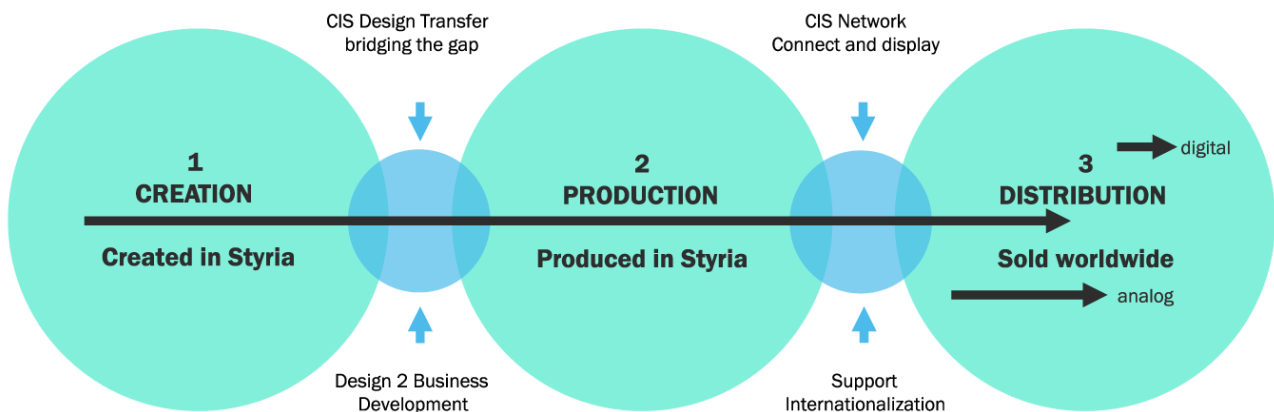 CIS Design Transfer
bridging the gap
CIS Network
Connect and display
1
CREATION
Created in Styria
2
PRODUCTION
Produced in Styria
3
DISTRIBUTION
Sold worldwide
digital
analog
Design 2 Business
Development
Support
Internationalization